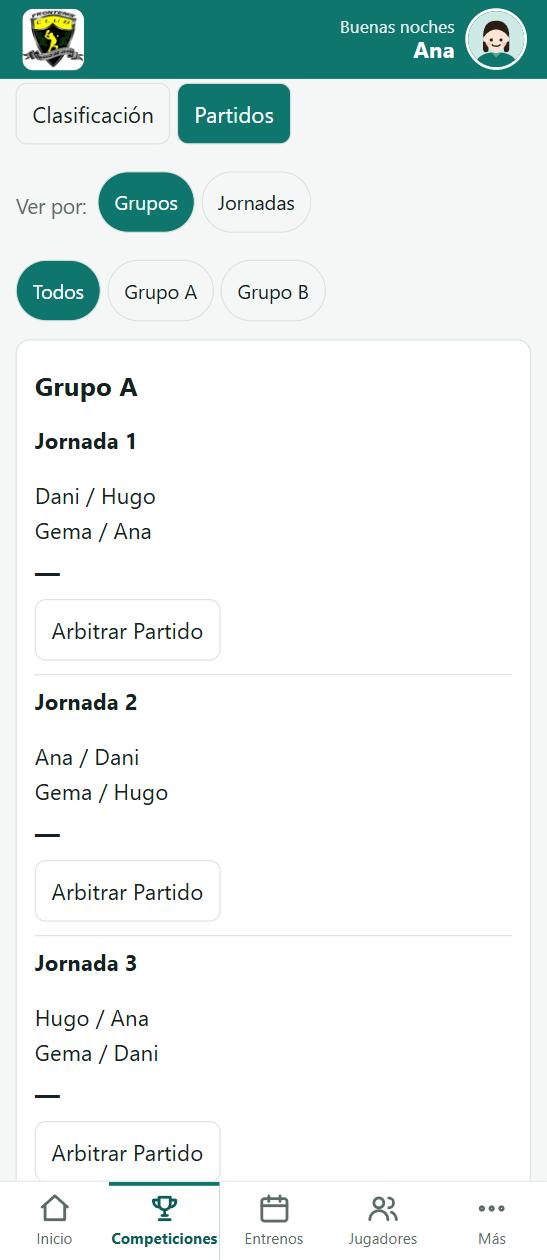 FRONTENIS
Buenas noches
Ana
Clasificación
Partidos
Ver por:
Grupos
Jornadas
Todos
Grupo A
Grupo B
Grupo A
Jornada 1
Dani / Hugo
Gema / Ana
—
Arbitrar Partido
Jornada 2
Ana / Dani
Gema / Hugo
—
Arbitrar Partido
Jornada 3
Hugo / Ana
Gema / Dani
—
Arbitrar Partido
Inicio
Competiciones
Entrenos
Jugadores
Más